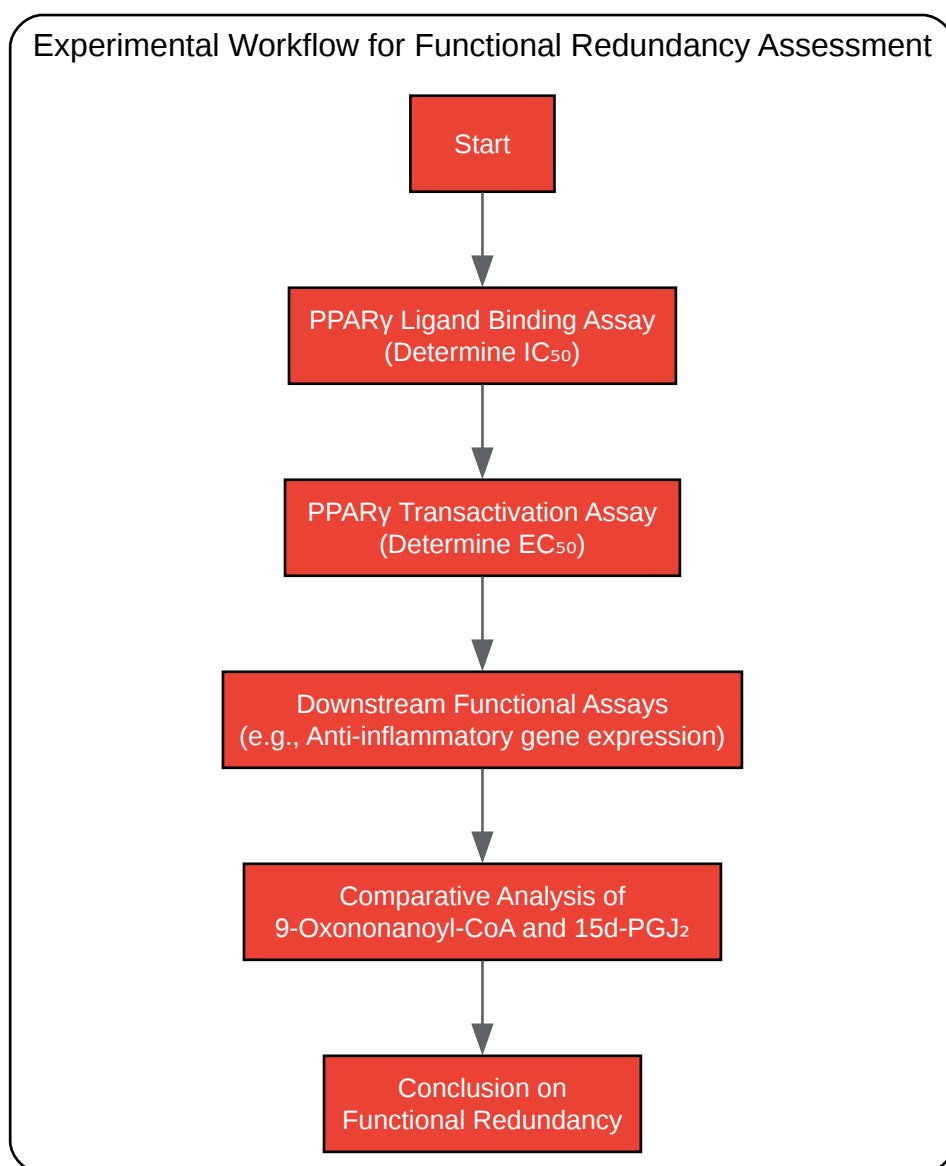 Experimental Workflow for Functional Redundancy Assessment
Start
PPARγ Ligand Binding Assay
(Determine IC₅₀)
PPARγ Transactivation Assay
(Determine EC₅₀)
Downstream Functional Assays
(e.g., Anti-inflammatory gene expression)
Comparative Analysis of
9-Oxononanoyl-CoA and 15d-PGJ₂
Conclusion on
Functional Redundancy